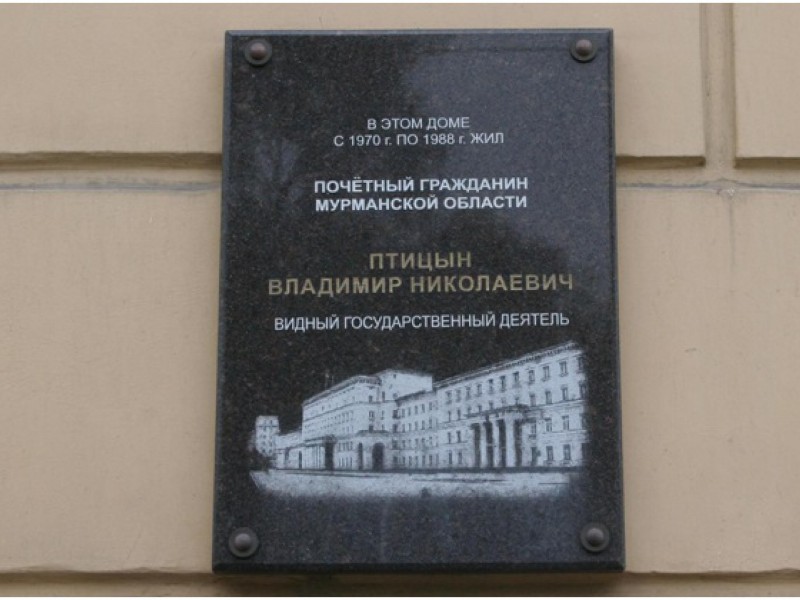 В ЭТОМ ДОМЕ
С 1970 г. ПО 1988 г. ЖИЛ
ПОЧЁТНЫЙ ГРАЖДАНИН
МУРМАНСКОЙ ОБЛАСТИ
ПТИЦЫН
ВЛАДИМИР НИКОЛАЕВИЧ
ВИДНЫЙ ГОСУДАРСТВЕННЫЙ ДЕЯТЕЛЬ